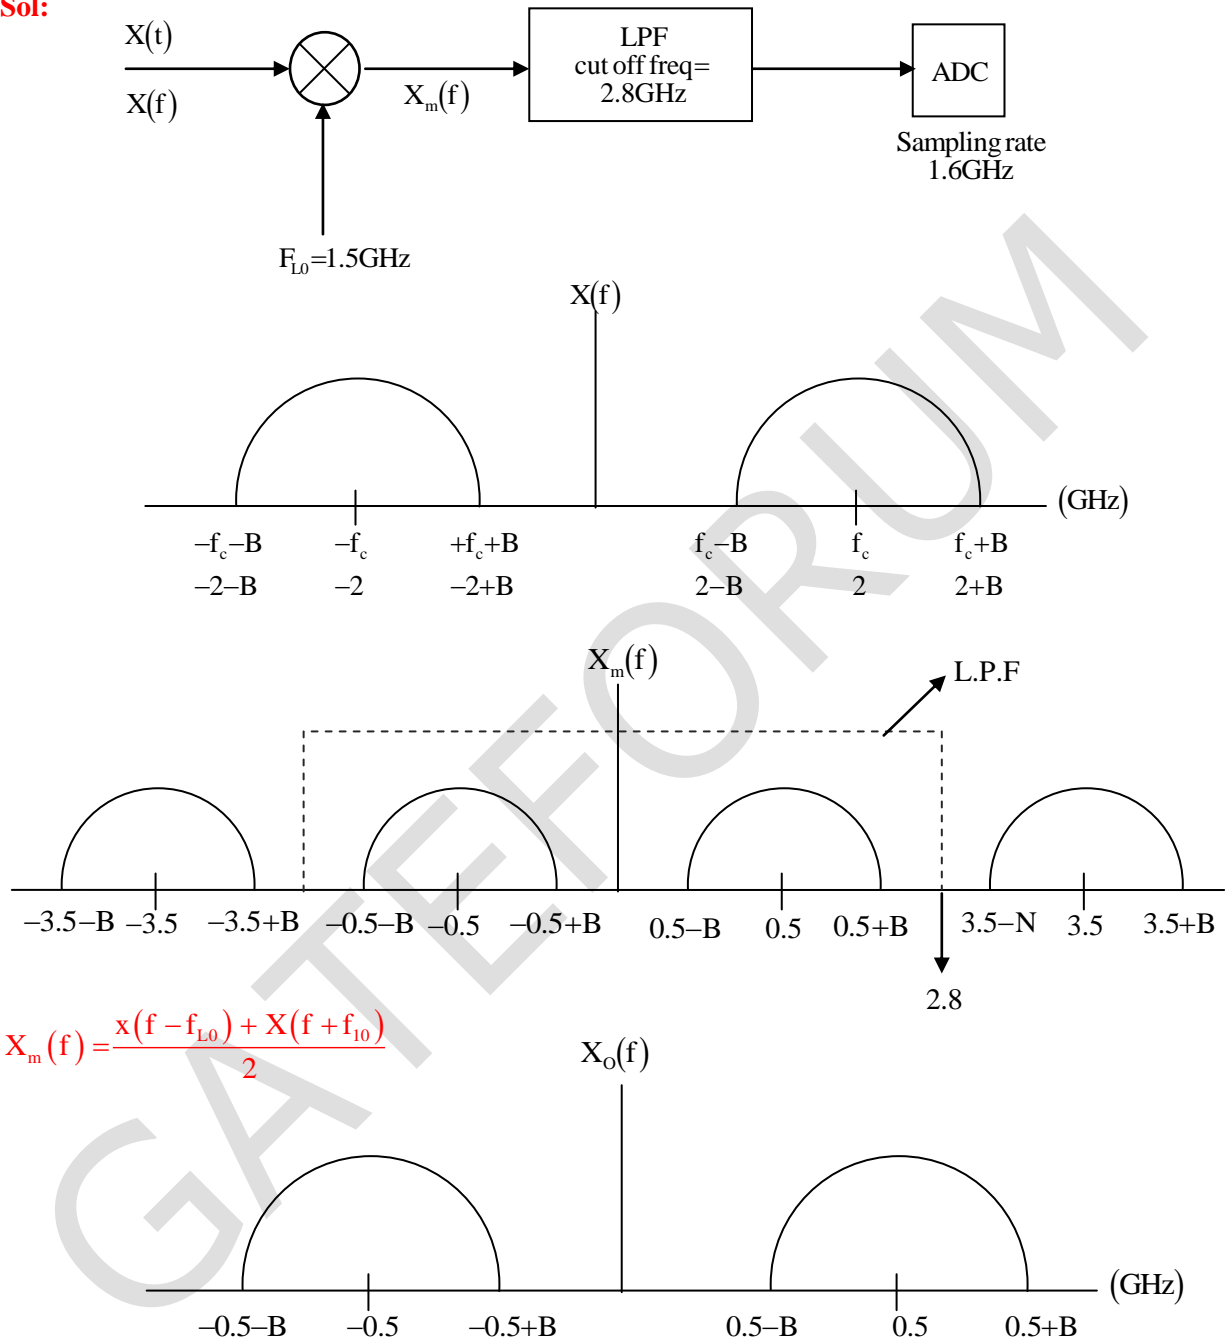 Sol:
X(t)
X(f)
X_m(f)
LPF
cut off freq=
2.8GHz
ADC
Sampling rate
1.6GHz
F_L0=1.5GHz
X(f)
(GHz)
−f_c−B −f_c +f_c+B f_c−B f_c f_c+B
−2−B −2 −2+B 2−B 2 2+B
X_m(f)
L.P.F
−3.5−B −3.5 −3.5+B −0.5−B −0.5 −0.5+B 0.5−B 0.5 0.5+B 3.5−N 3.5 3.5+B
2.8
X_m(f) = (x(f − f_L0) + X(f + f_10)) / 2
X_O(f)
(GHz)
−0.5−B −0.5 −0.5+B 0.5−B 0.5 0.5+B
GATEFORUM